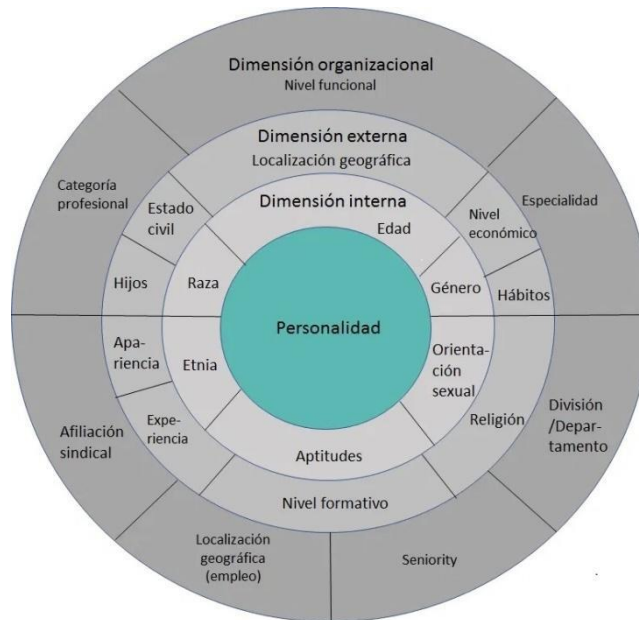 Dimensión organizacional
Nivel funcional
Dimensión externa
Localización geográfica
Categoría
profesional
Estado
civil
Dimensión interna
Edad
Nivel
económico
Especialidad
Hijos
Raza
Género
Hábitos
Personalidad
Apa-
riencia
Etnia
Orienta-
ción
sexual
Afiliación
sindical
Expe-
riencia
Religión
División
/Depar-
tamento
Aptitudes
Nivel formativo
Localización
geográfica
(empleo)
Seniority